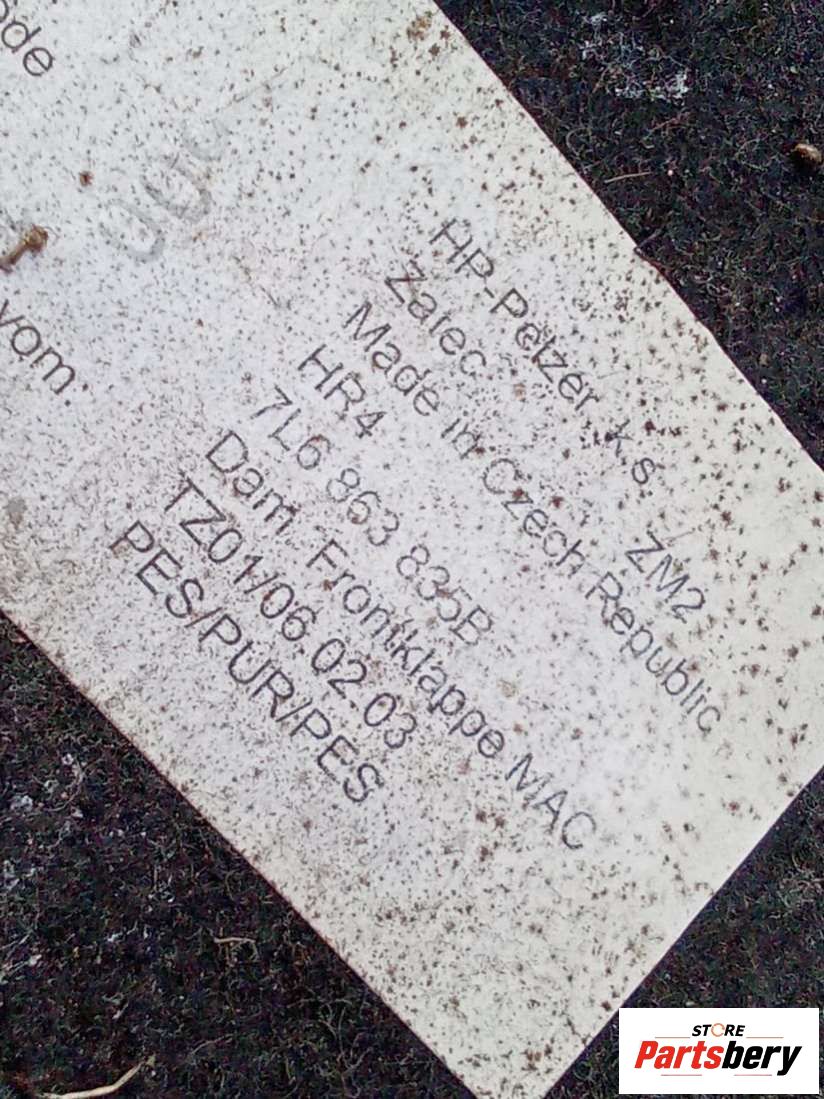 vom:
HP-Pelzer k.s. ZM2
Zatec
Made in Czech Republic
HR4
7L6 863 835B
Däm. Frontklappe MAC
TZ01/06.02.03
PES/PUR/PES
STORE
Partsbery